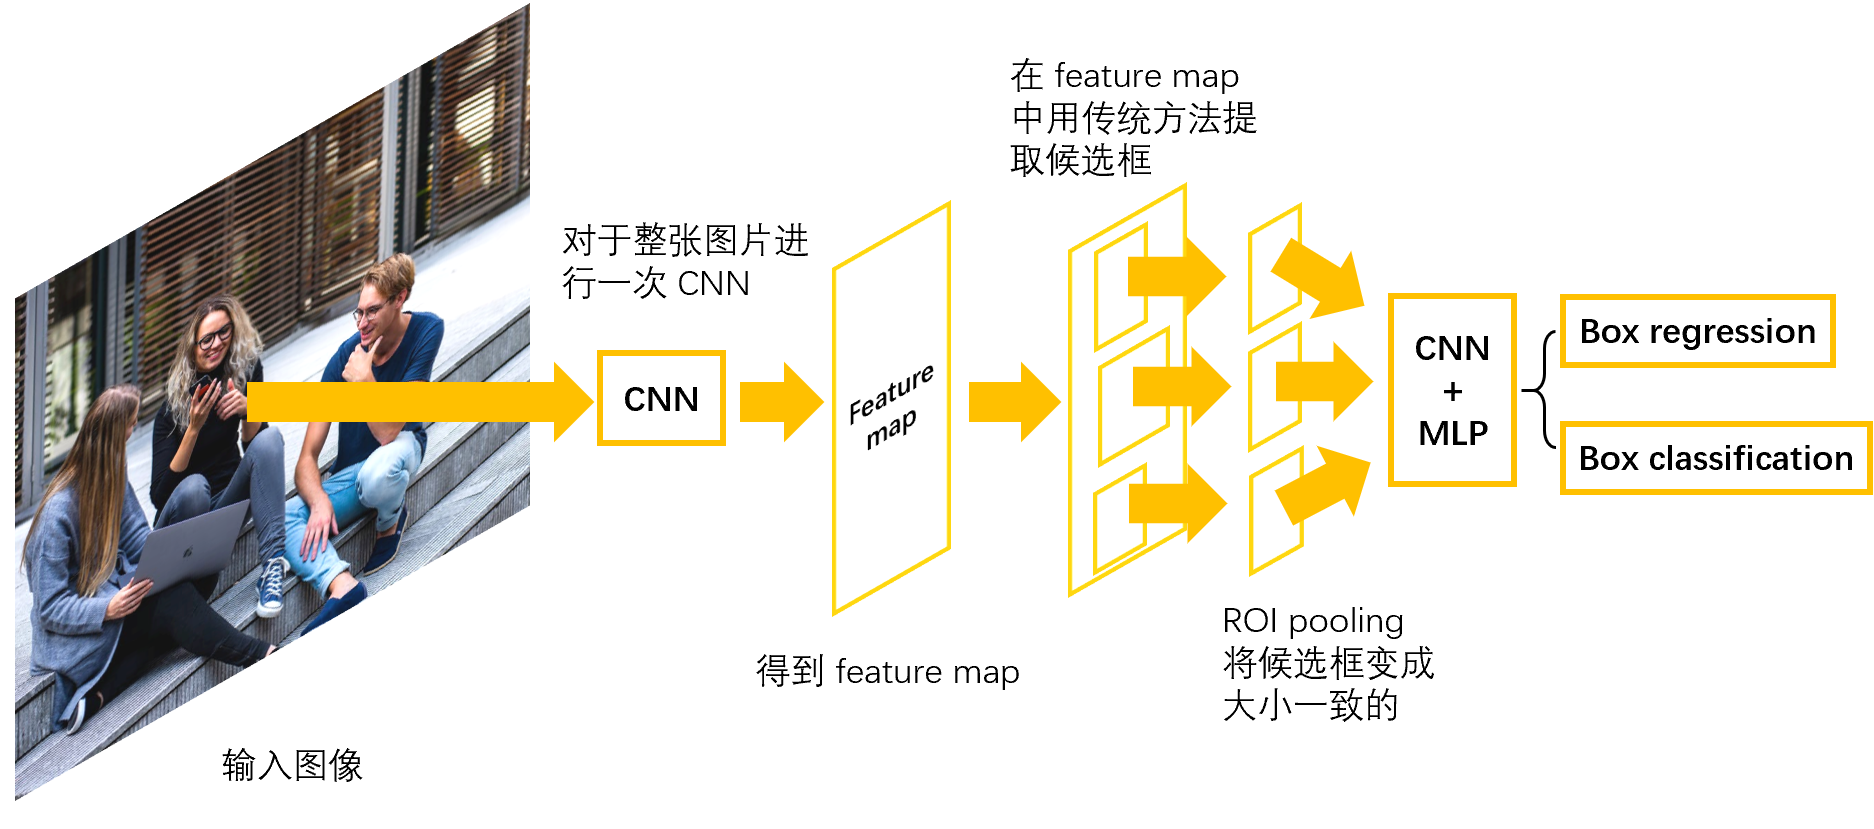 输入图像
对于整张图片进
行一次 CNN
CNN
Feature
map
得到 feature map
在 feature map
中用传统方法提
取候选框
ROI pooling
将候选框变成
大小一致的
CNN
+
MLP
Box regression
Box classification